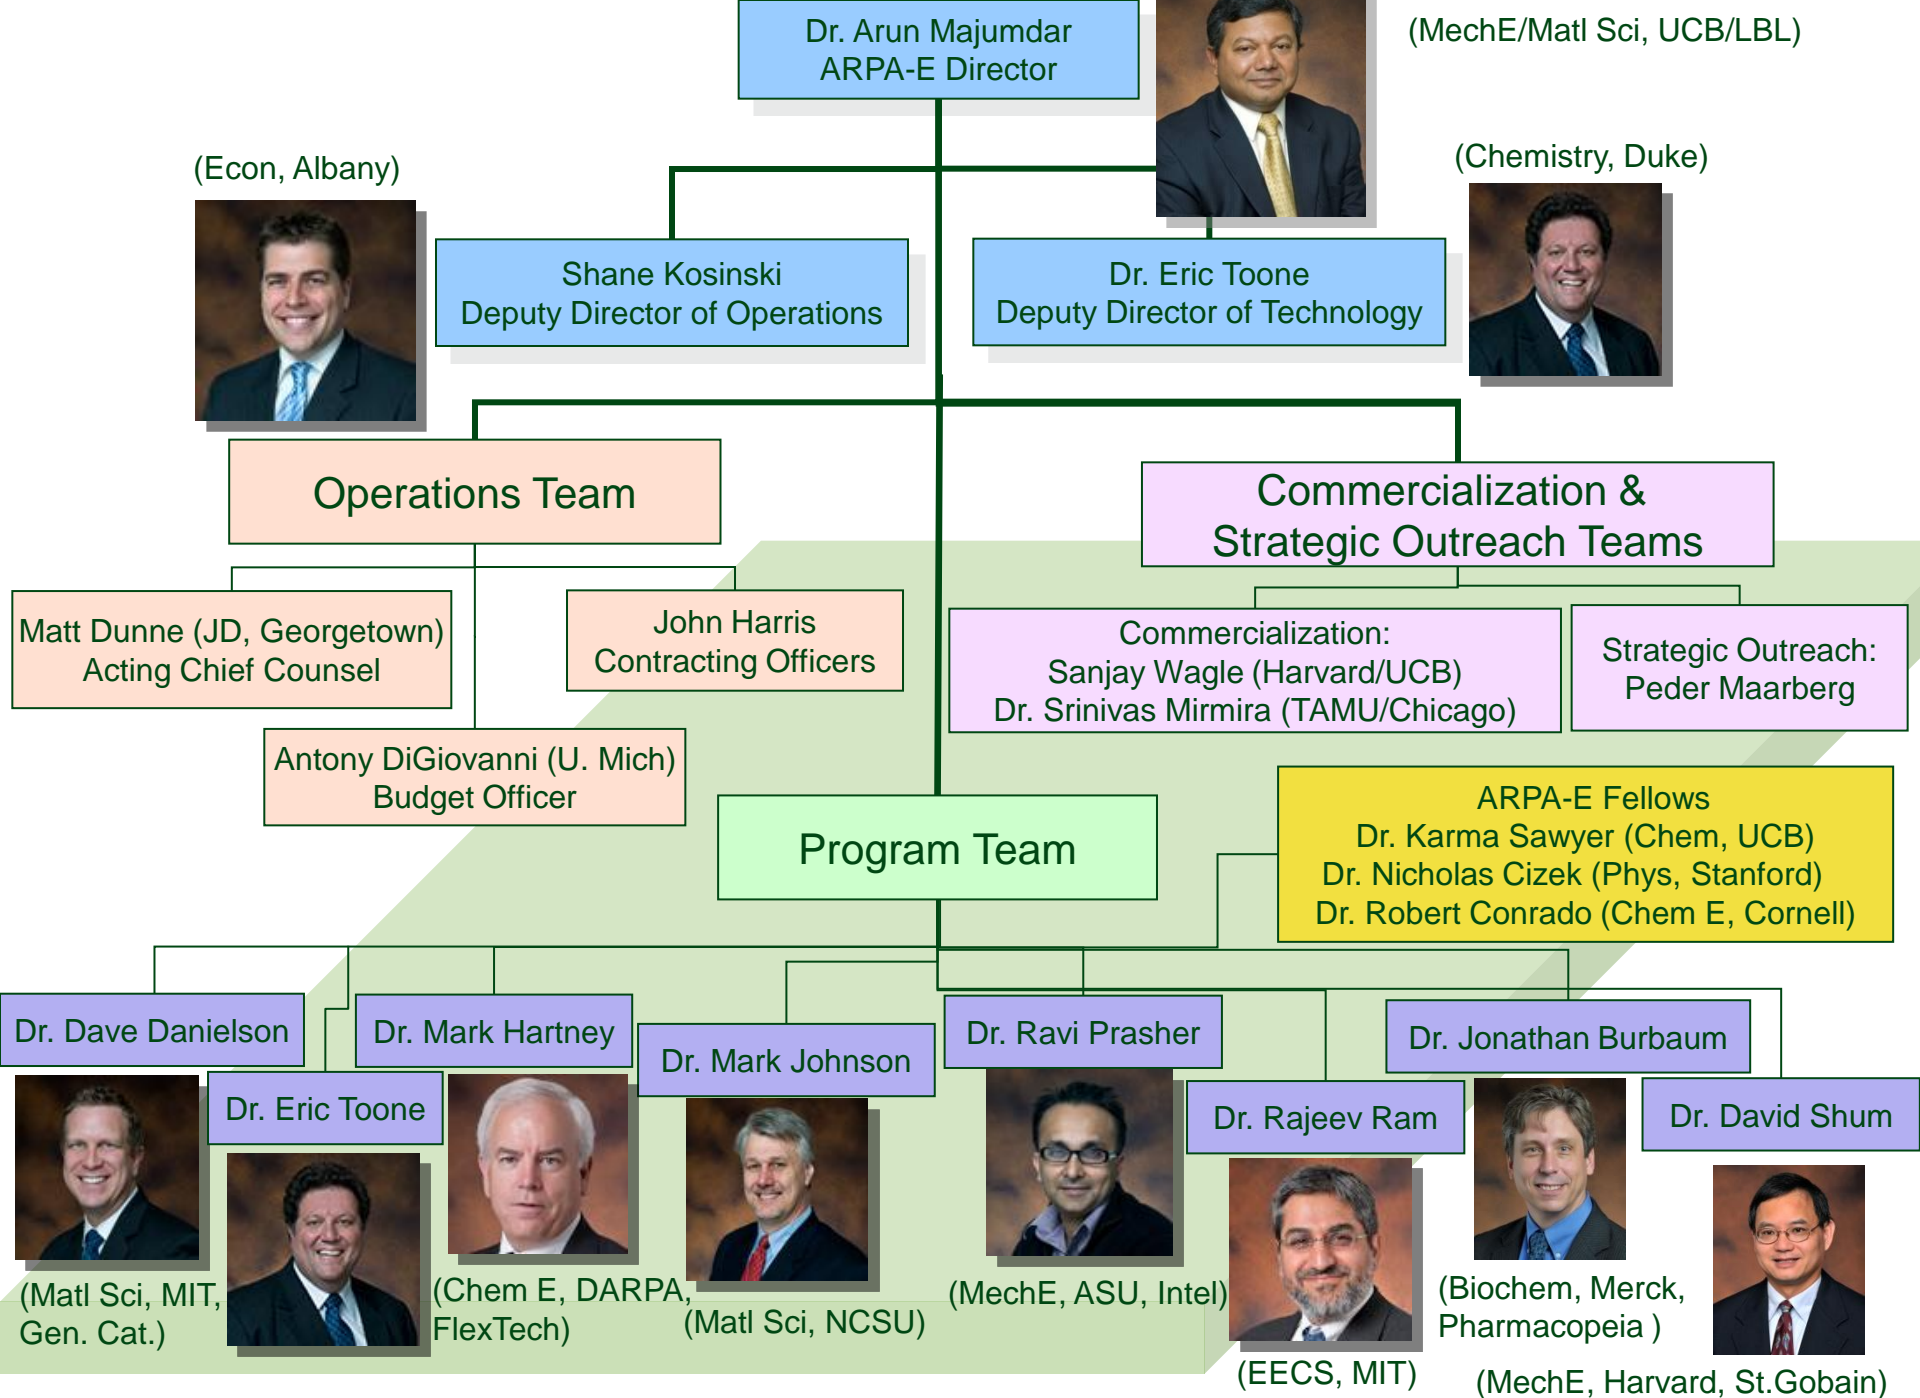 Dr. Arun Majumdar
ARPA-E Director
(MechE/Matl Sci, UCB/LBL)
(Econ, Albany)
(Chemistry, Duke)
Shane Kosinski
Deputy Director of Operations
Dr. Eric Toone
Deputy Director of Technology
Operations Team
Commercialization &
Strategic Outreach Teams
Matt Dunne (JD, Georgetown)
Acting Chief Counsel
John Harris
Contracting Officers
Commercialization:
Sanjay Wagle (Harvard/UCB)
Dr. Srinivas Mirmira (TAMU/Chicago)
Strategic Outreach:
Peder Maarberg
Antony DiGiovanni (U. Mich)
Budget Officer
Program Team
ARPA-E Fellows
Dr. Karma Sawyer (Chem, UCB)
Dr. Nicholas Cizek (Phys, Stanford)
Dr. Robert Conrado (Chem E, Cornell)
Dr. Dave Danielson
Dr. Eric Toone
Dr. Mark Hartney
Dr. Mark Johnson
Dr. Ravi Prasher
Dr. Rajeev Ram
Dr. Jonathan Burbaum
Dr. David Shum
(Matl Sci, MIT,
Gen. Cat.)
(Chem E, DARPA,
FlexTech)
(Matl Sci, NCSU)
(MechE, ASU, Intel)
(EECS, MIT)
(Biochem, Merck,
Pharmacopeia )
(MechE, Harvard, St.Gobain)